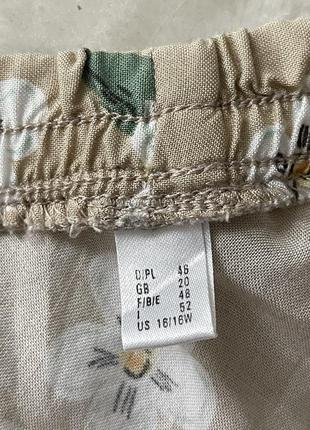 D/PL 46
GB 20
F/B/E 48
I 52
US 16/16W